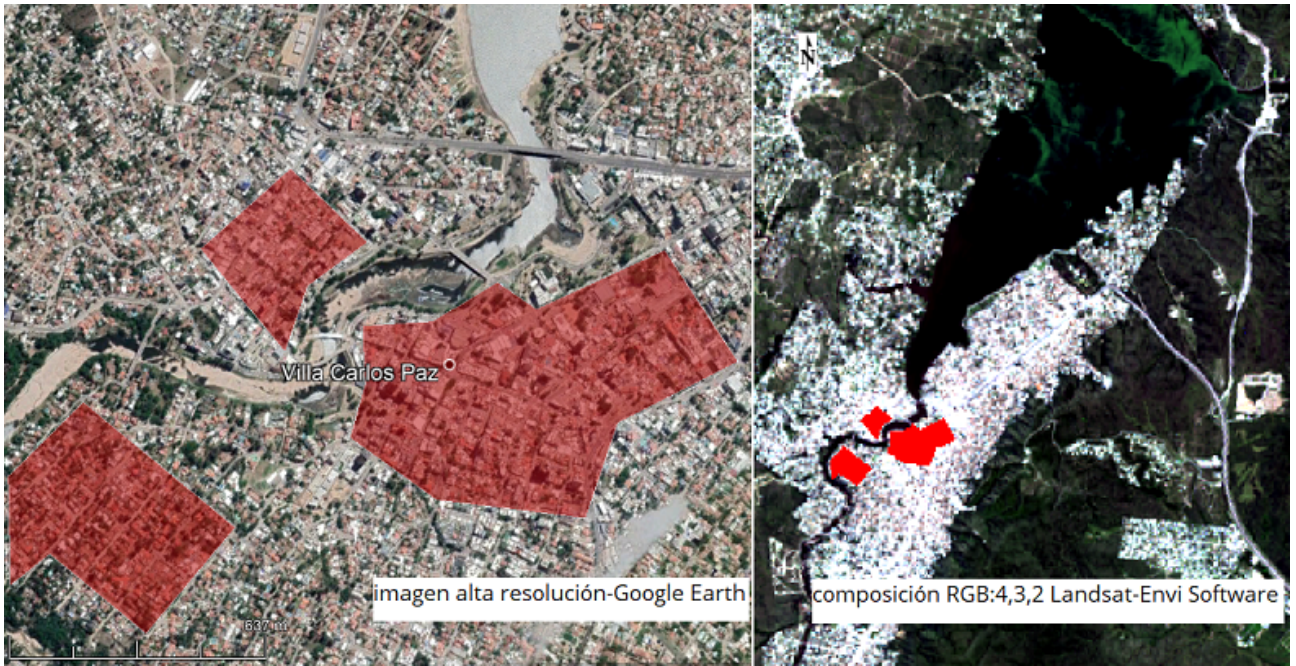 N
Villa Carlos Paz
imagen alta resolución-Google Earth
composición RGB:4,3,2 Landsat-Envi Software
637 m